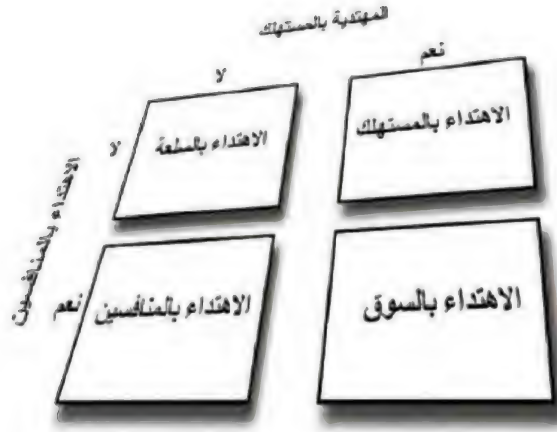 المهتدية بالمستهلك
نعم
لا
الاهتداء بالمستهلك
الاهتداء بالسلعة
لا
الاهتداء بالمنافسين
نعم
الاهتداء بالسوق
الاهتداء بالمنافسين